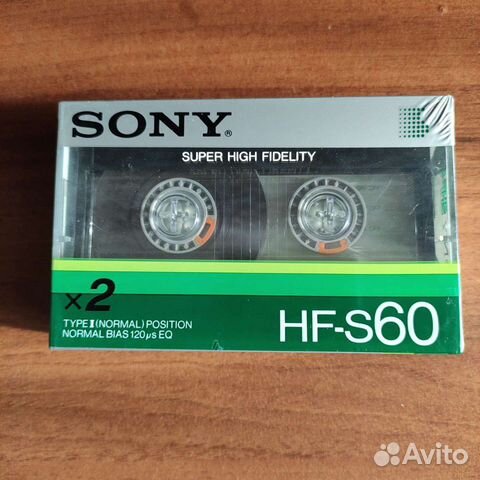 SONY®
SUPER HIGH FIDELITY
x2
TYPE I (NORMAL) POSITION
NORMAL BIAS 120µs EQ
HF-S60
Avito